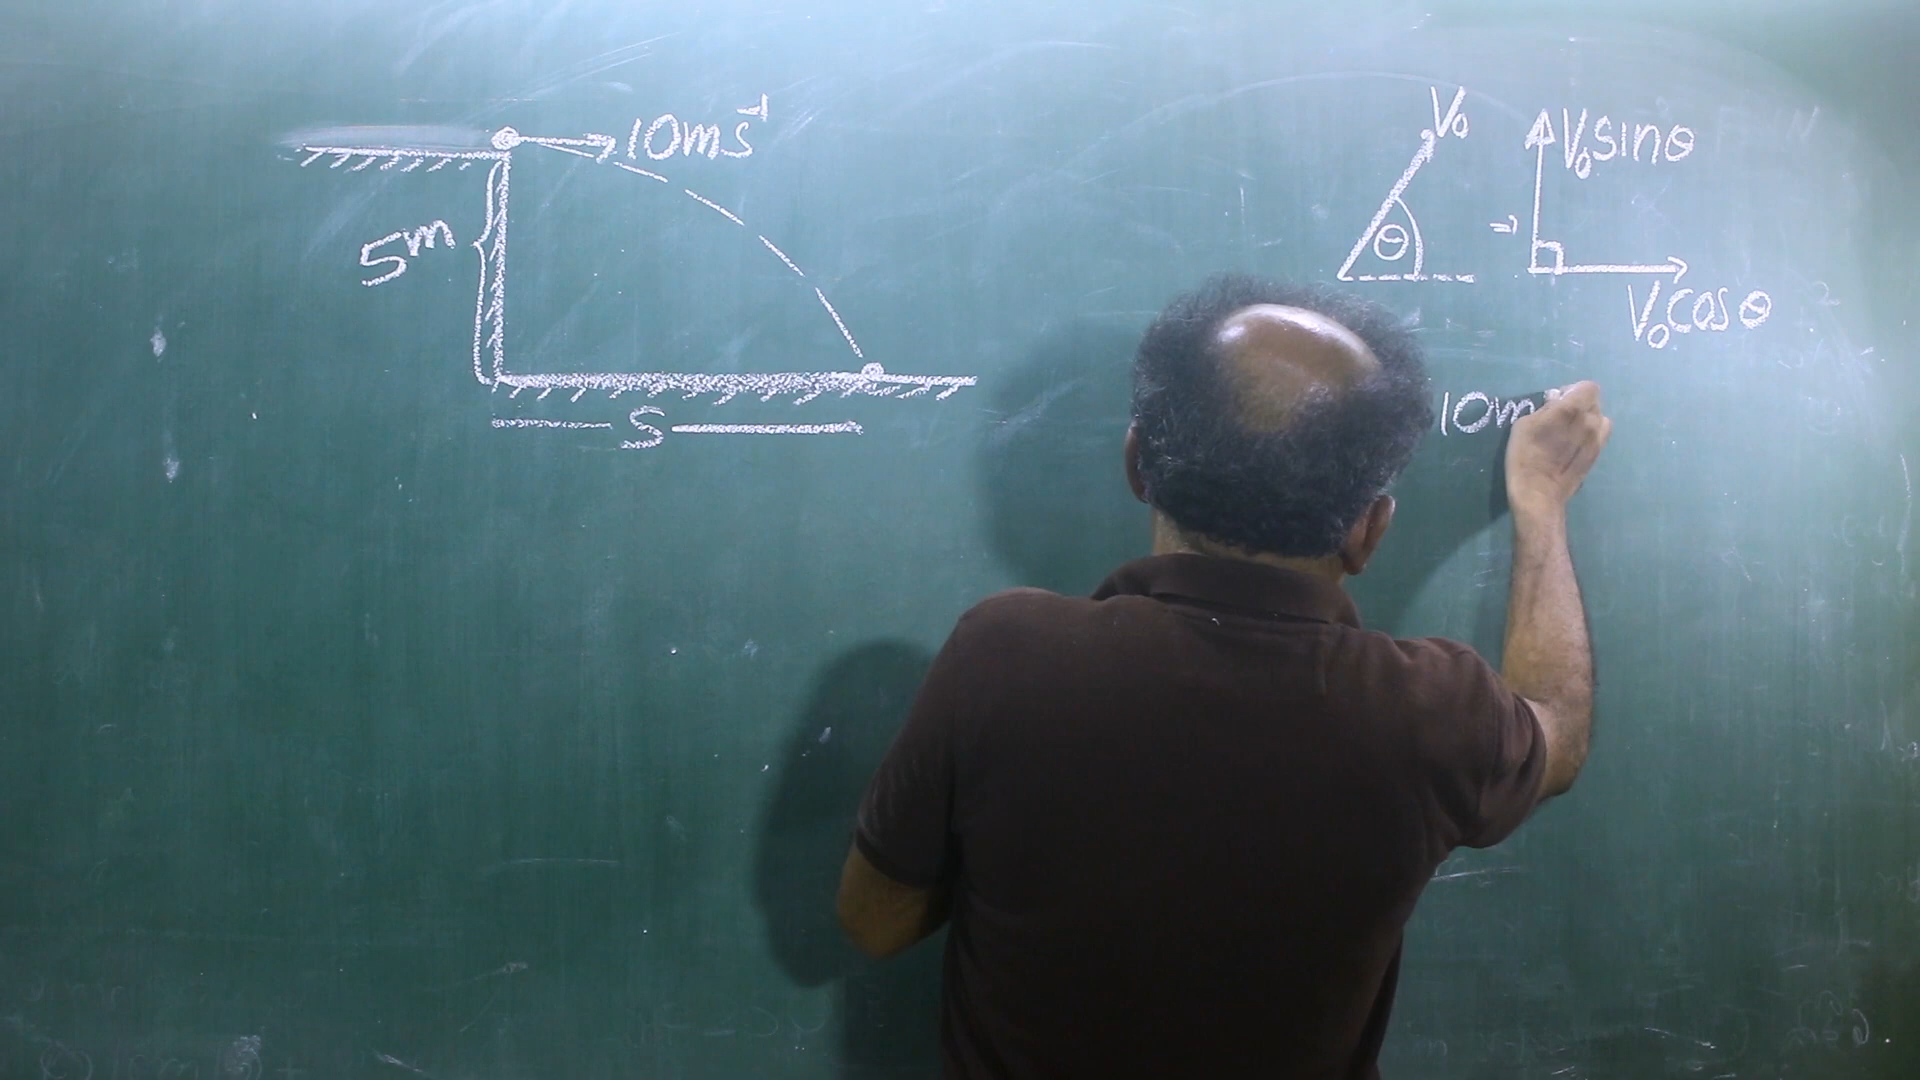 10ms⁻¹
5m
S
V₀
θ
⇒
V₀sinθ
V₀cosθ
10m